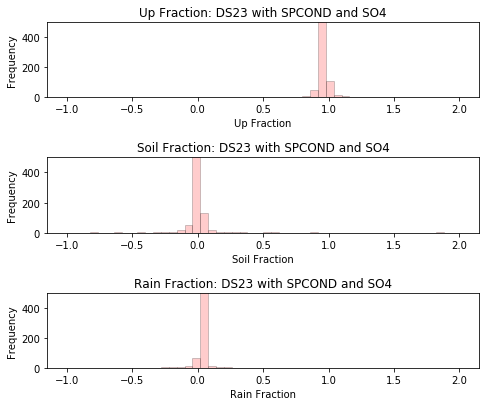 Up Fraction: DS23 with SPCOND and SO4
400
200
0
Frequency
−1.0 −0.5 0.0 0.5 1.0 1.5 2.0
Up Fraction
Soil Fraction: DS23 with SPCOND and SO4
400
200
0
Frequency
−1.0 −0.5 0.0 0.5 1.0 1.5 2.0
Soil Fraction
Rain Fraction: DS23 with SPCOND and SO4
400
200
0
Frequency
−1.0 −0.5 0.0 0.5 1.0 1.5 2.0
Rain Fraction